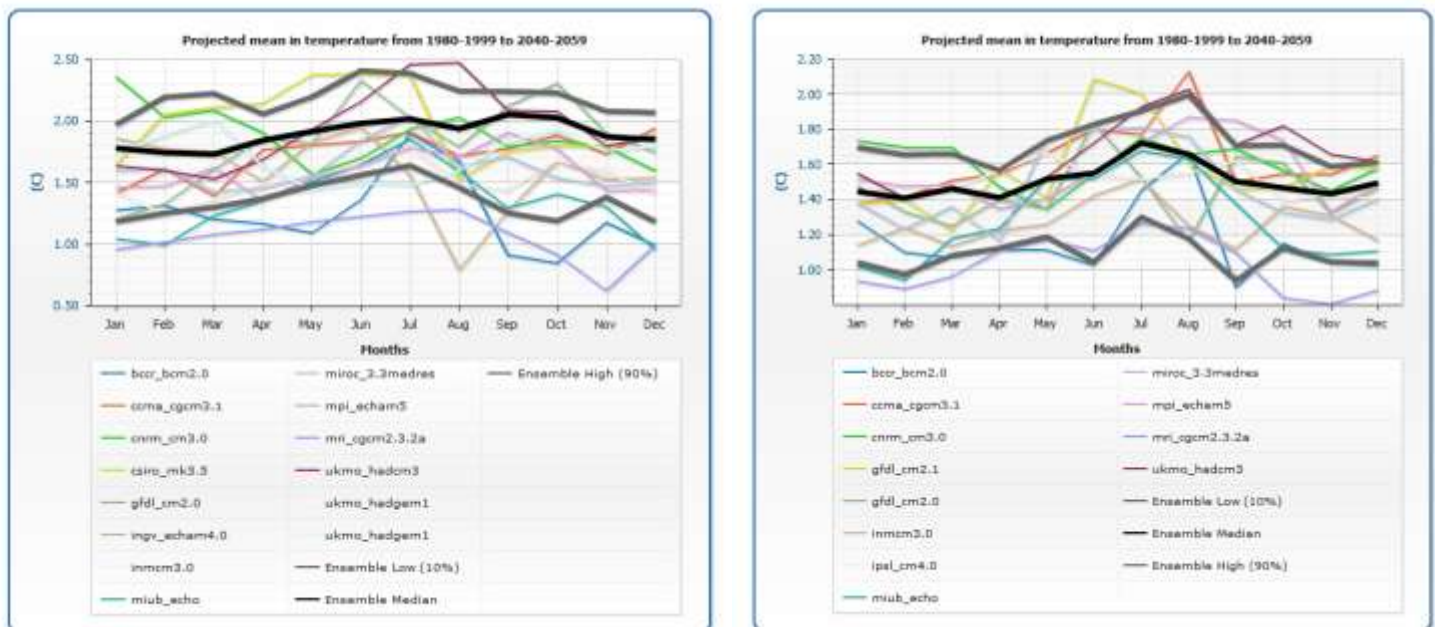 Projected mean in temperature from 1980-1999 to 2040-2059
2.50
2.00
1.50
1.00
0.50
(C)
Jan Feb Mar Apr May Jun Jul Aug Sep Oct Nov Dec
Months
bccr_bcm2.0 miroc_3.3medres Ensemble High (90%)
ccma_cgcm3.1 mpi_echam5
cnrm_cm3.0 mri_cgcm2.3.2a
csiro_mk3.5 ukmo_hadcm3
gfdl_cm2.0 ukmo_hadgem1
ingv_echam4.0 ukmo_hadgem1
inmcm3.0 Ensemble Low (10%)
miub_echo Ensemble Median
Projected mean in temperature from 1980-1999 to 2040-2059
2.20
2.00
1.80
1.60
1.40
1.20
1.00
(C)
Jan Feb Mar Apr May Jun Jul Aug Sep Oct Nov Dec
Months
bccr_bcm2.0 miroc_3.3medres
ccma_cgcm3.1 mpi_echam5
cnrm_cm3.0 mri_cgcm2.3.2a
gfdl_cm2.1 ukmo_hadcm3
gfdl_cm2.0 Ensemble Low (10%)
inmcm3.0 Ensemble Median
ipsl_cm4.0 Ensemble High (90%)
miub_echo